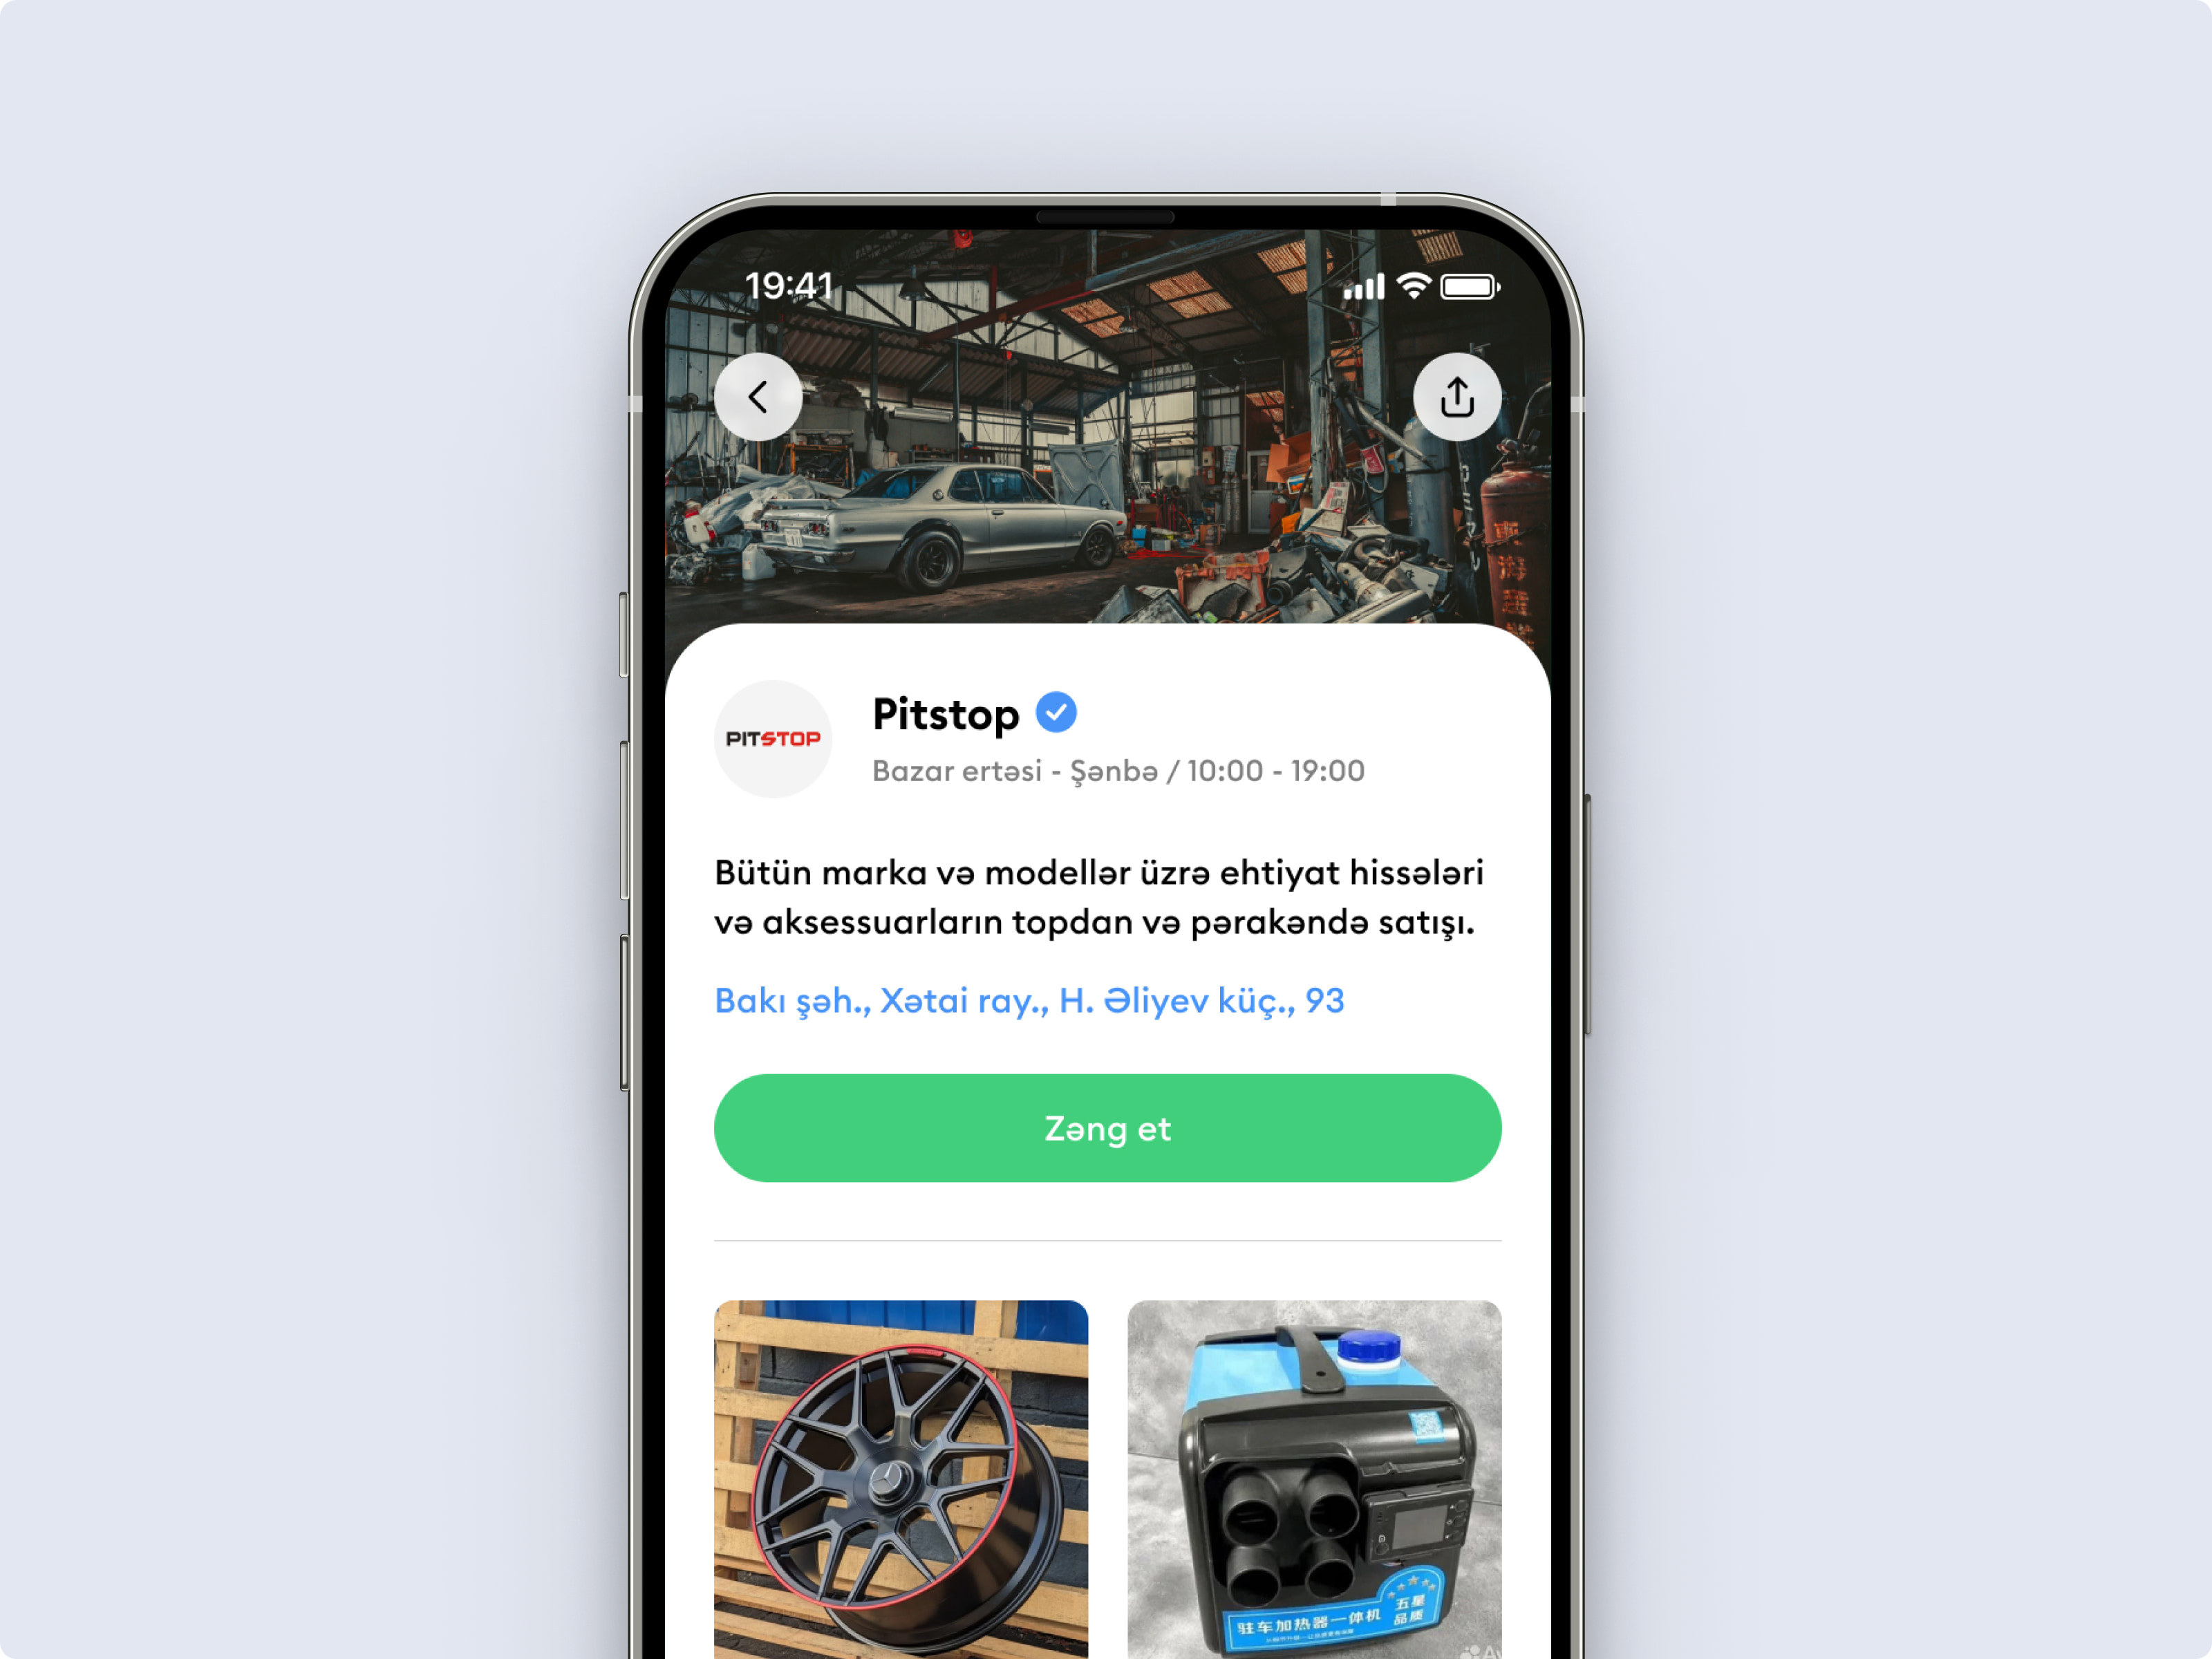 19:41
PITSTOP
Pitstop
Bazar ertəsi - Şənbə / 10:00 - 19:00
Bütün marka və modellər üzrə ehtiyat hissələri
və aksessuarların topdan və pərakəndə satışı.
Bakı şəh., Xətai ray., H. Əliyev küç., 93
Zəng et
五星
品质
驻车加热器一体机